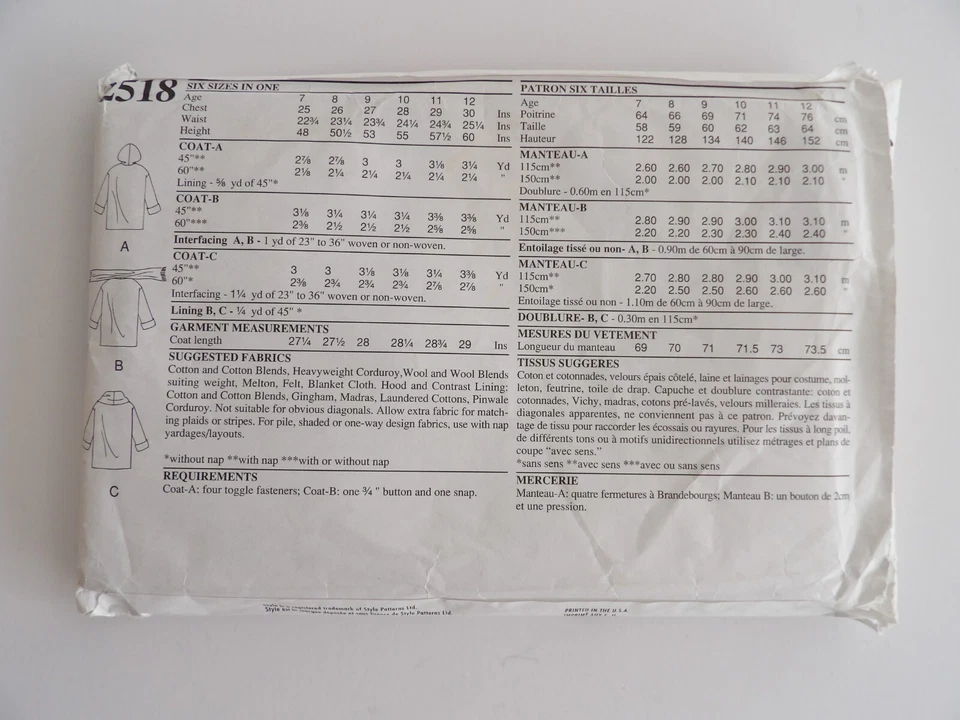 2518
SIX SIZES IN ONE
Age 7 8 9 10 11 12
Chest 25 26 27 28 29 30 Ins
Waist 22¾ 23¼ 23¾ 24¼ 24¾ 25¼ Ins
Height 48 50½ 53 55 57½ 60 Ins
COAT-A
45"** 2⅞ 2⅞ 3 3 3⅛ 3¼ Yd
60"** 2⅛ 2¼ 2¼ 2¼ 2¼ 2¼ "
Lining - ⅝ yd of 45"*
COAT-B
45"** 3⅛ 3¼ 3¼ 3¼ 3⅜ 3⅜ Yd
60"*** 2⅜ 2½ 2½ 2½ 2⅝ 2⅝ "
Interfacing A, B - 1 yd of 23" to 36" woven or non-woven.
COAT-C
45"** 3 3 3⅛ 3⅛ 3¼ 3⅜ Yd
60"* 2⅜ 2¾ 2¾ 2¾ 2⅞ 2⅞ "
Interfacing - 1¼ yd of 23" to 36" woven or non-woven.
Lining B, C - ¼ yd of 45" *
GARMENT MEASUREMENTS
Coat length 27¼ 27½ 28 28¼ 28¾ 29 Ins
SUGGESTED FABRICS
Cotton and Cotton Blends, Heavyweight Corduroy,Wool and Wool Blends
suiting weight, Melton, Felt, Blanket Cloth. Hood and Contrast Lining:
Cotton and Cotton Blends, Gingham, Madras, Laundered Cottons, Pinwale
Corduroy. Not suitable for obvious diagonals. Allow extra fabric for match-
ing plaids or stripes. For pile, shaded or one-way design fabrics, use with nap
yardages/layouts.
*without nap **with nap ***with or without nap
REQUIREMENTS
Coat-A: four toggle fasteners; Coat-B: one ¾ " button and one snap.
A
B
C
PATRON SIX TAILLES
Age 7 8 9 10 11 12
Poitrine 64 66 69 71 74 76 cm
Taille 58 59 60 62 63 64 cm
Hauteur 122 128 134 140 146 152 cm
MANTEAU-A
115cm** 2.60 2.60 2.70 2.80 2.90 3.00 m
150cm** 2.00 2.00 2.00 2.10 2.10 2.10 "
Doublure - 0.60m en 115cm*
MANTEAU-B
115cm** 2.80 2.90 2.90 3.00 3.10 3.10 m
150cm*** 2.20 2.20 2.30 2.30 2.40 2.40 "
Entoilage tissé ou non- A, B - 0.90m de 60cm à 90cm de large.
MANTEAU-C
115cm** 2.70 2.80 2.80 2.90 3.00 3.10 m
150cm* 2.20 2.50 2.50 2.60 2.60 2.60 "
Entoilage tissé ou non - 1.10m de 60cm à 90cm de large.
DOUBLURE- B, C - 0.30m en 115cm*
MESURES DU VETEMENT
Longueur du manteau 69 70 71 71.5 73 73.5 cm
TISSUS SUGGERES
Coton et cotonnades, velours épais côtelé, laine et lainages pour costume, mol-
leton, feutrine, toile de drap. Capuche et doublure contrastante: coton et
cotonnades, Vichy, madras, cotons pré-lavés, velours milleraies. Les tissus à
diagonales apparentes, ne conviennent pas à ce patron. Prévoyez davan-
tage de tissu pour raccorder les écossais ou rayures. Pour les tissus à long poil,
de différents tons ou à motifs unidirectionnels utilisez métrages et plans de
coupe "avec sens."
*sans sens **avec sens ***avec ou sans sens
MERCERIE
Manteau-A: quatre fermetures à Brandebourgs; Manteau B: un bouton de 2cm
et une pression.
registered trademark of Style Patterns Ltd.
de Style Patterns Ltd.
PRINTED IN THE U.S.A.